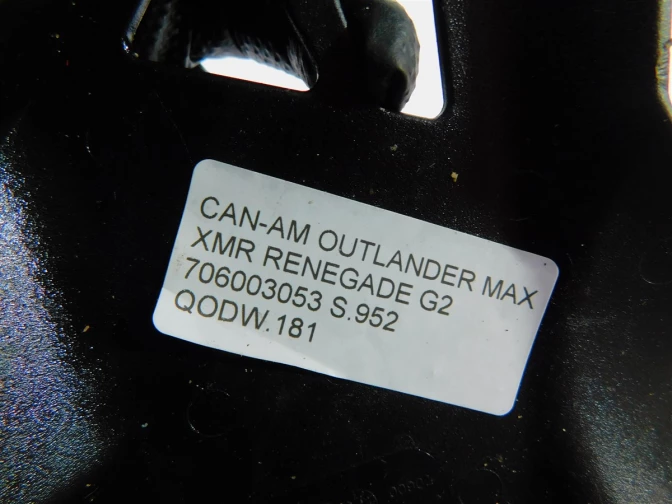 CAN-AM OUTLANDER MAX
XMR RENEGADE G2
706003053 S.952
QODW.181